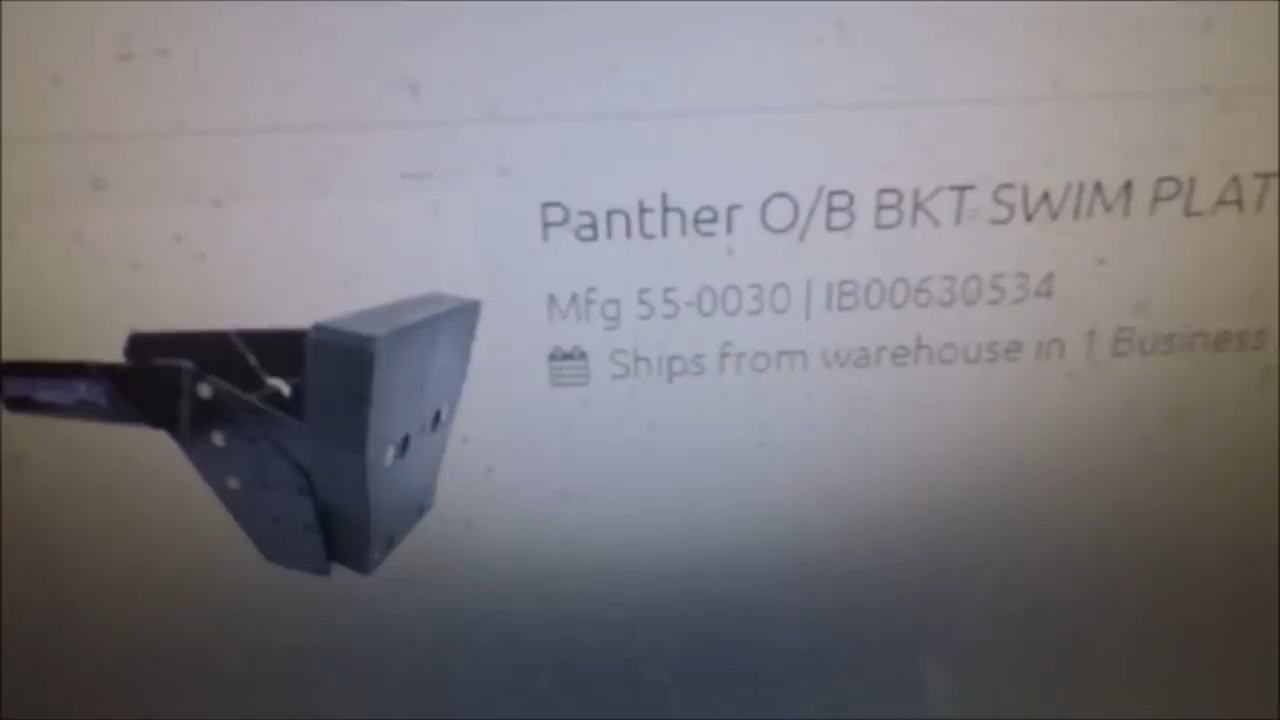 Panther O/B BKT SWIM PLAT
Mfg 55-0030 | IB00630534
Ships from warehouse in 1 Business